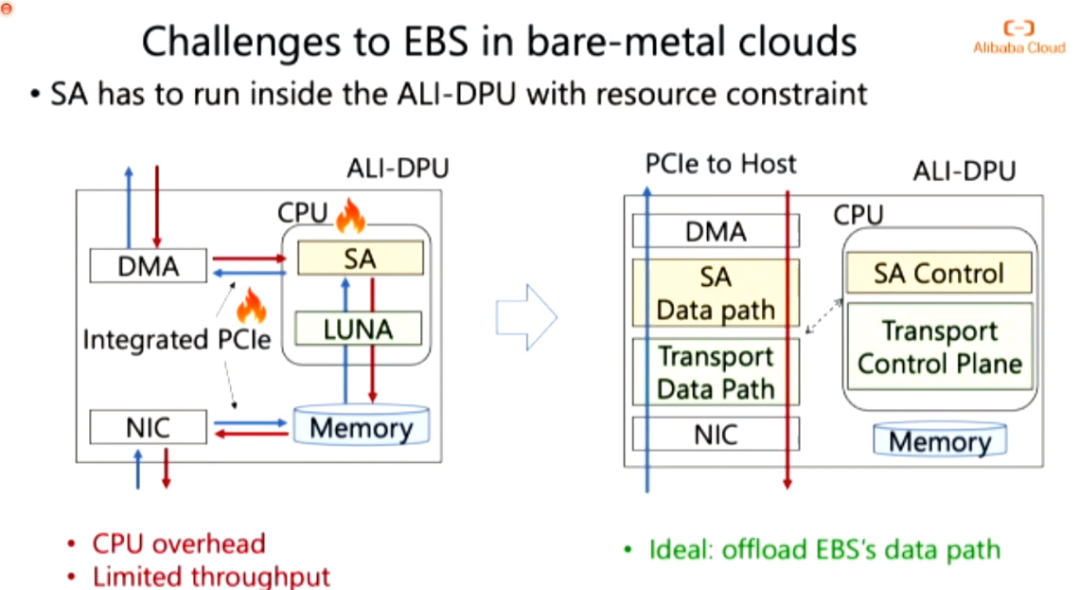 Challenges to EBS in bare-metal clouds
Alibaba Cloud
• SA has to run inside the ALI-DPU with resource constraint
ALI-DPU
CPU
DMA
SA
LUNA
Integrated PCIe
NIC
Memory
• CPU overhead
• Limited throughput
PCIe to Host
ALI-DPU
CPU
DMA
SA
Data path
Transport
Data Path
NIC
SA Control
Transport
Control Plane
Memory
• Ideal: offload EBS's data path